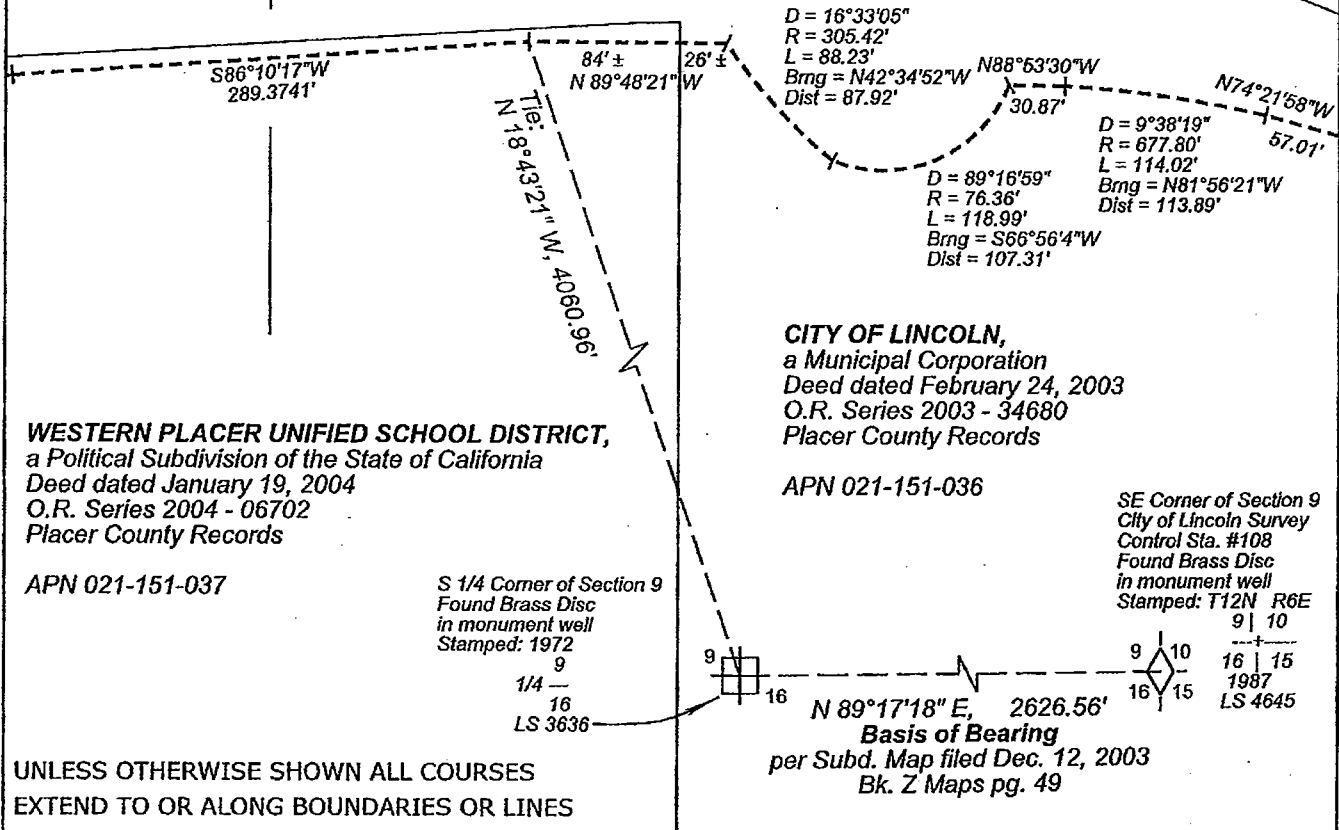 S86°10'17"W
289.3741'
84' ±
26' ±
N 89°48'21" W
D = 16°33'05"
R = 305.42'
L = 88.23'
Brng = N42°34'52"W
Dist = 87.92'
N88°53'30"W
30.87'
N74°21'58"W
57.01'
D = 9°38'19"
R = 677.80'
L = 114.02'
Brng = N81°56'21"W
Dist = 113.89'
D = 89°16'59"
R = 76.36'
L = 118.99'
Brng = S66°56'4"W
Dist = 107.31'
Tie:
N 18°43'21" W, 4060.96'
CITY OF LINCOLN,
a Municipal Corporation
Deed dated February 24, 2003
O.R. Series 2003 - 34680
Placer County Records
APN 021-151-036
WESTERN PLACER UNIFIED SCHOOL DISTRICT,
a Political Subdivision of the State of California
Deed dated January 19, 2004
O.R. Series 2004 - 06702
Placer County Records
APN 021-151-037
S 1/4 Corner of Section 9
Found Brass Disc
in monument well
Stamped: 1972
9
1/4 —
16
LS 3636
9
16
SE Corner of Section 9
City of Lincoln Survey
Control Sta. #108
Found Brass Disc
in monument well
Stamped: T12N R6E
9 | 10
---+----
16 | 15
1987
LS 4645
9 10
16 15
N 89°17'18" E, 2626.56'
Basis of Bearing
per Subd. Map filed Dec. 12, 2003
Bk. Z Maps pg. 49
UNLESS OTHERWISE SHOWN ALL COURSES
EXTEND TO OR ALONG BOUNDARIES OR LINES